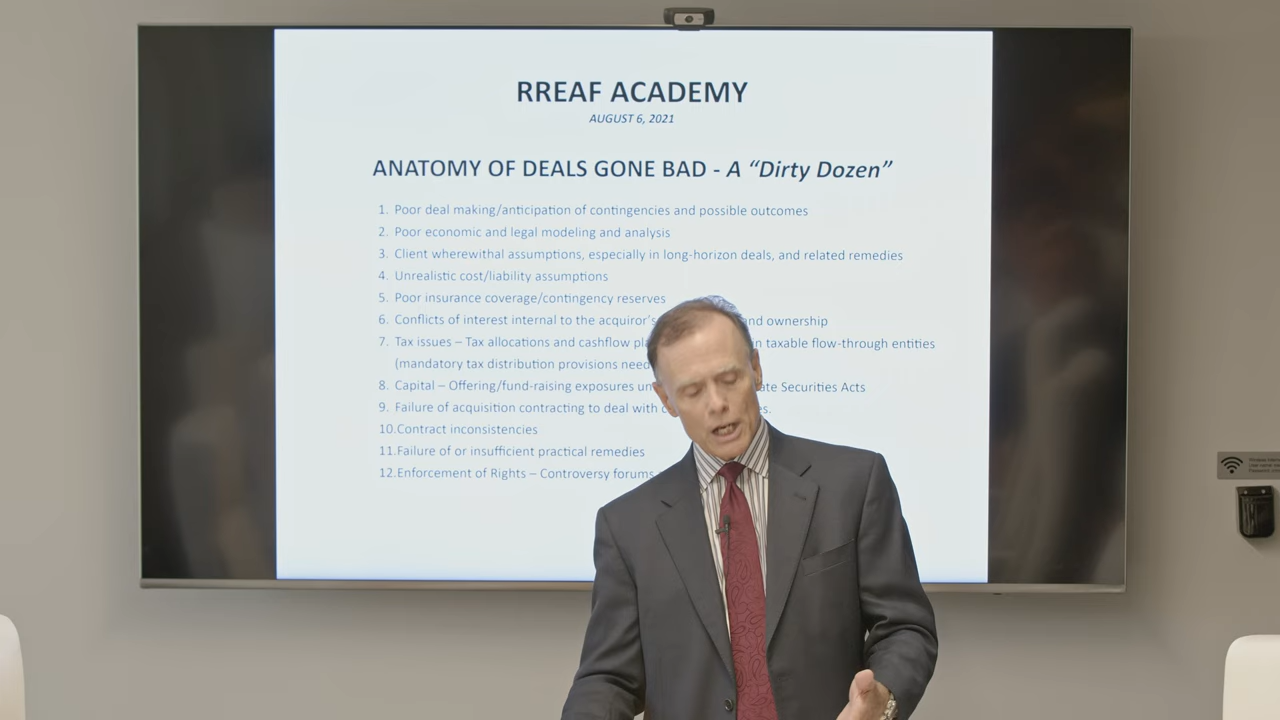 RREAF ACADEMY
AUGUST 6, 2021
ANATOMY OF DEALS GONE BAD - A “Dirty Dozen”
1. Poor deal making/anticipation of contingencies and possible outcomes
2. Poor economic and legal modeling and analysis
3. Client wherewithal assumptions, especially in long-horizon deals, and related remedies
4. Unrealistic cost/liability assumptions
5. Poor insurance coverage/contingency reserves
6. Conflicts of interest internal to the acquiror’s and ownership
7. Tax issues – Tax allocations and cashflow in taxable flow-through entities
(mandatory tax distribution provisions
8. Capital – Offering/fund-raising exposures Securities Acts
9. Failure of acquisition contracting to deal with
10. Contract inconsistencies
11. Failure of or insufficient practical remedies
12. Enforcement of Rights – Controversy forums